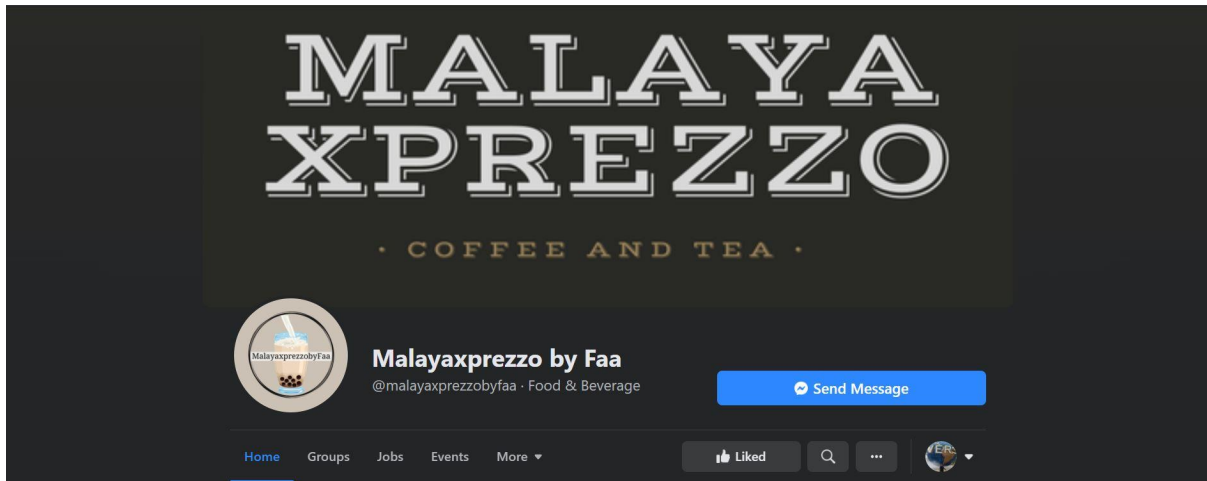 MALAYA
XPREZZO
· COFFEE AND TEA ·
MalayaxprezzobyFaa
Malayaxprezzo by Faa
@malayaxprezzobyfaa · Food & Beverage
Send Message
Home Groups Jobs Events More
Liked